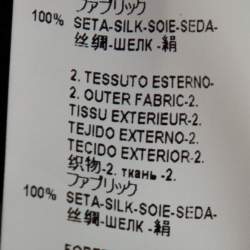 ファブリック
100% SETA-SILK-SOIE-SEDA-
丝绸-ШЕЛК-絹
2. TESSUTO ESTERNO-
2. OUTER FABRIC-2.
TISSU EXTERIEUR-2.
TEJIDO EXTERNO-2.
TECIDO EXTERIOR-2.
织物-2. ткань -2.
ファブリック
100% SETA-SILK-SOIE-SEDA-
丝绸-ШЕЛК-絹